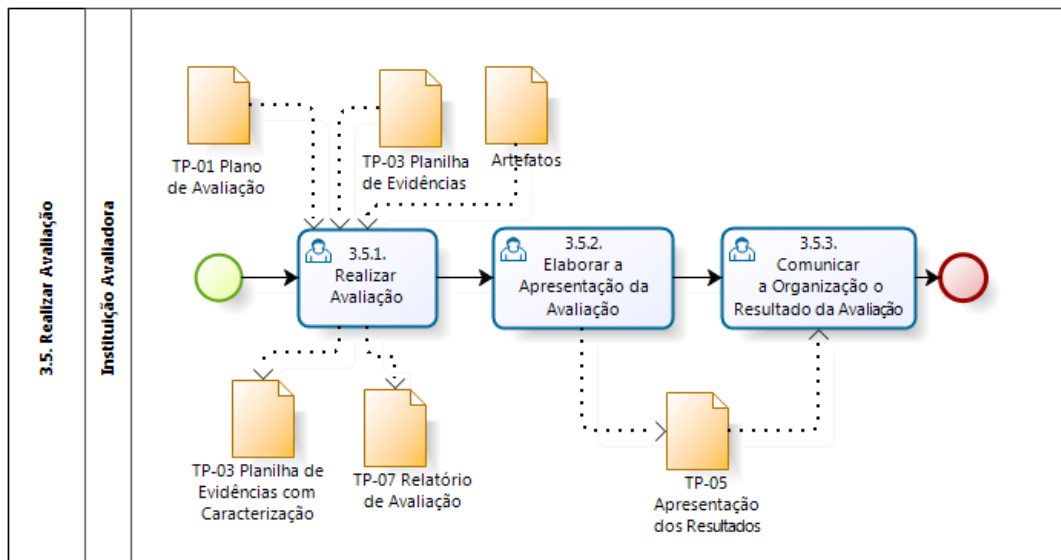 3.5. Realizar Avaliação
Instituição Avaliadora
TP-01 Plano
de Avaliação
TP-03 Planilha
de Evidências
Artefatos
3.5.1.
Realizar
Avaliação
3.5.2.
Elaborar a
Apresentação da
Avaliação
3.5.3.
Comunicar
a Organização o
Resultado da Avaliação
TP-03 Planilha de
Evidências com
Caracterização
TP-07 Relatório
de Avaliação
TP-05
Apresentação
dos Resultados